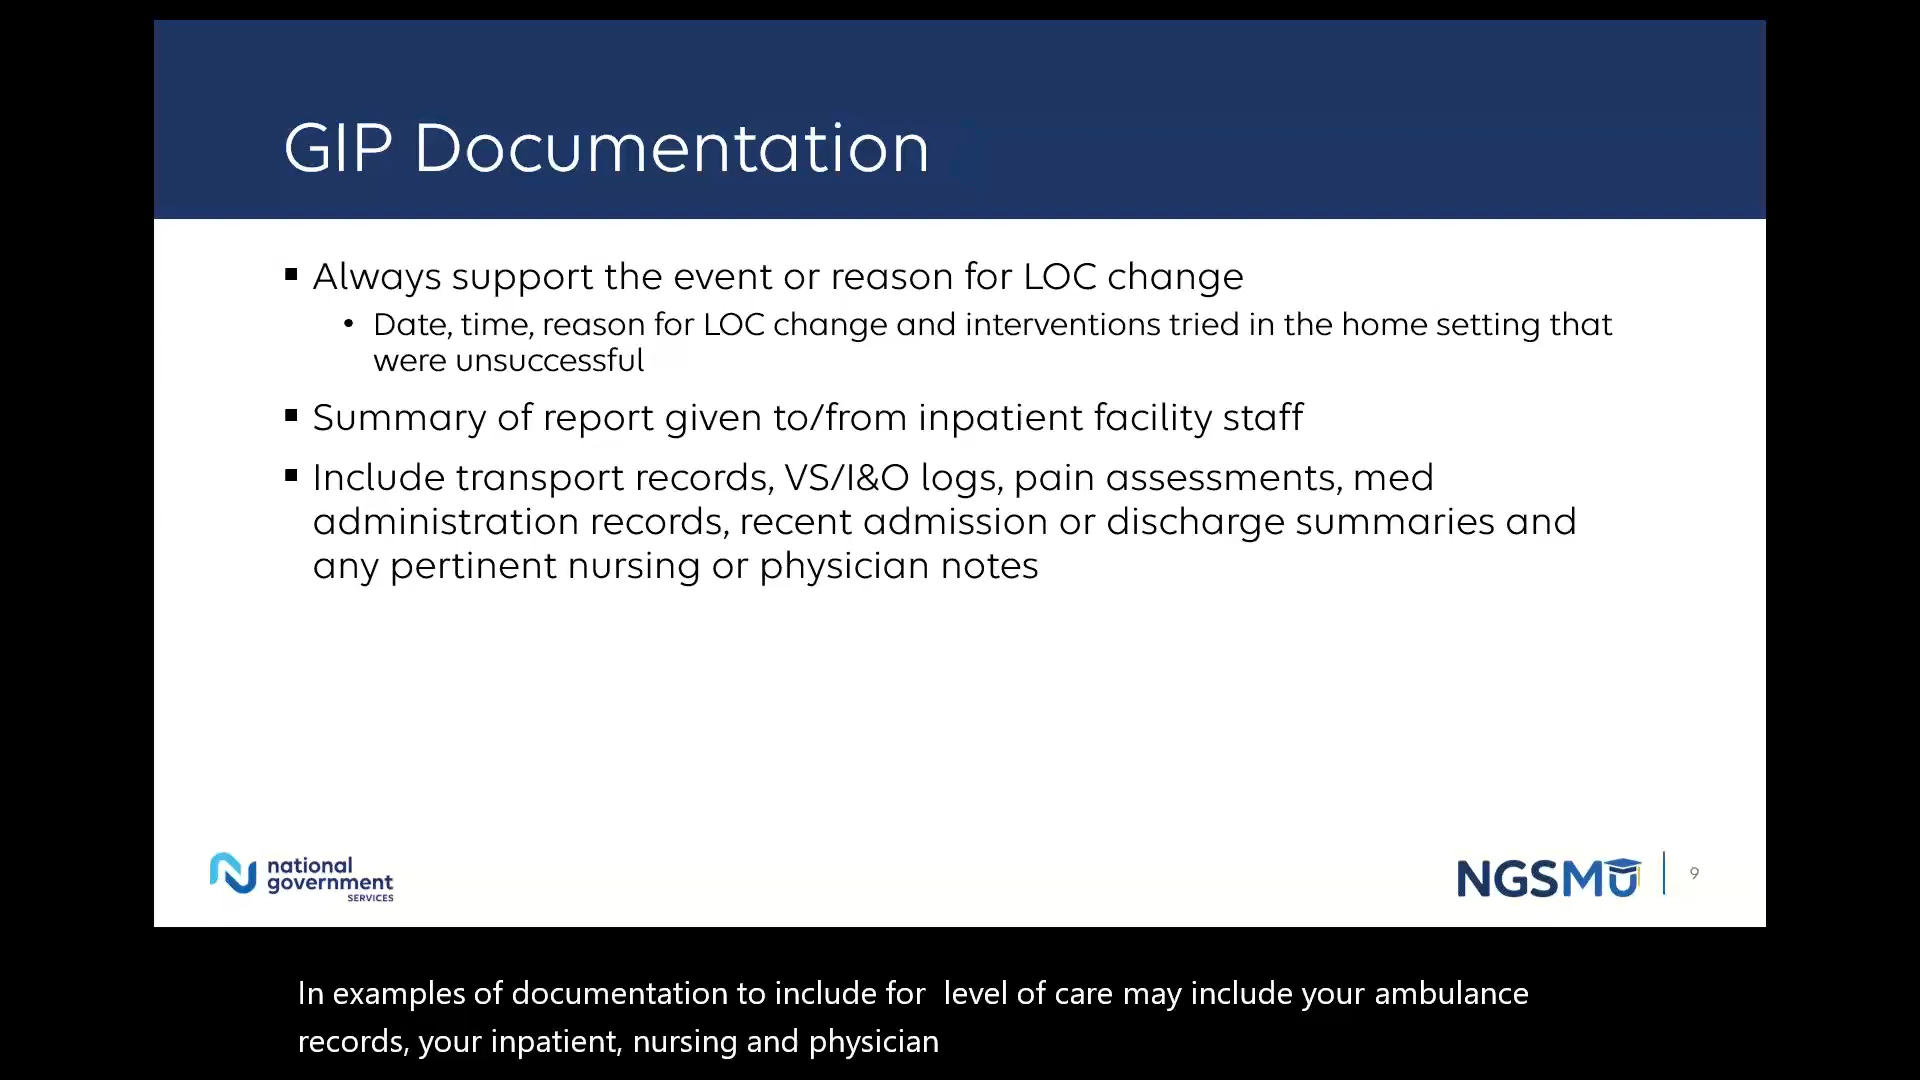 GIP Documentation
▪ Always support the event or reason for LOC change
• Date, time, reason for LOC change and interventions tried in the home setting that
were unsuccessful
▪ Summary of report given to/from inpatient facility staff
▪ Include transport records, VS/I&O logs, pain assessments, med
administration records, recent admission or discharge summaries and
any pertinent nursing or physician notes
national
government
SERVICES
NGSMU
9
In examples of documentation to include for  level of care may include your ambulance
records, your inpatient, nursing and physician